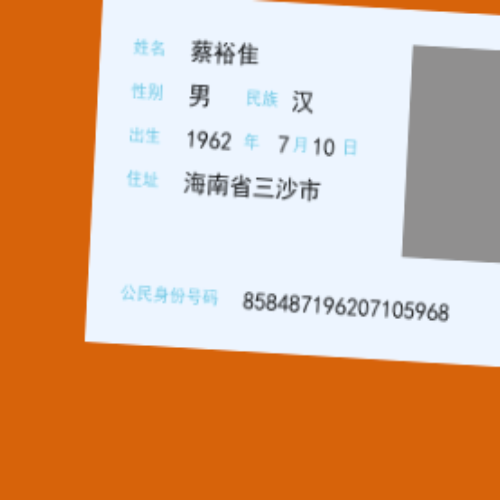 姓名 蔡裕隹
性别 男 民族 汉
出生 1962 年 7 月 10 日
住址 海南省三沙市
公民身份号码 858487196207105968